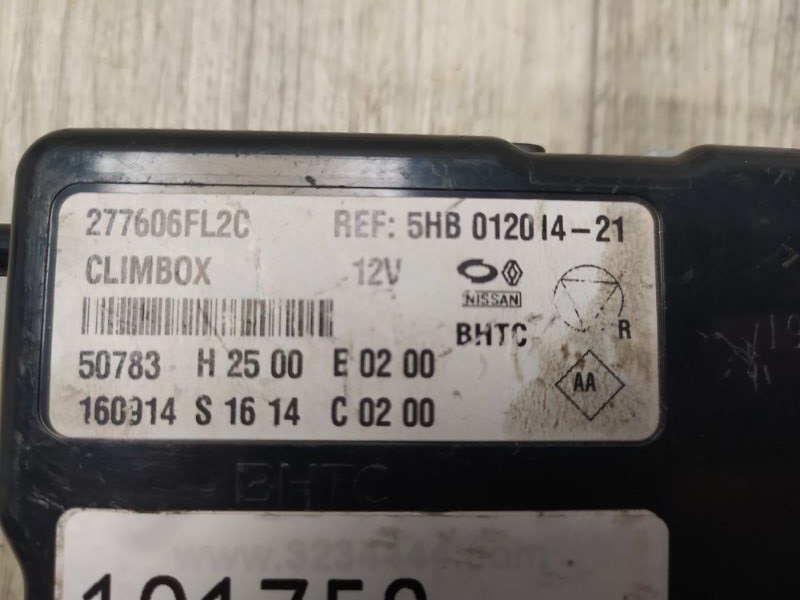 277606FL2C REF: 5HB 012014-21
CLIMBOX 12V
NISSAN
BHTC R
50783 H 25 00 E 02 00
160914 S 16 14 C 02 00
AA
BHTC